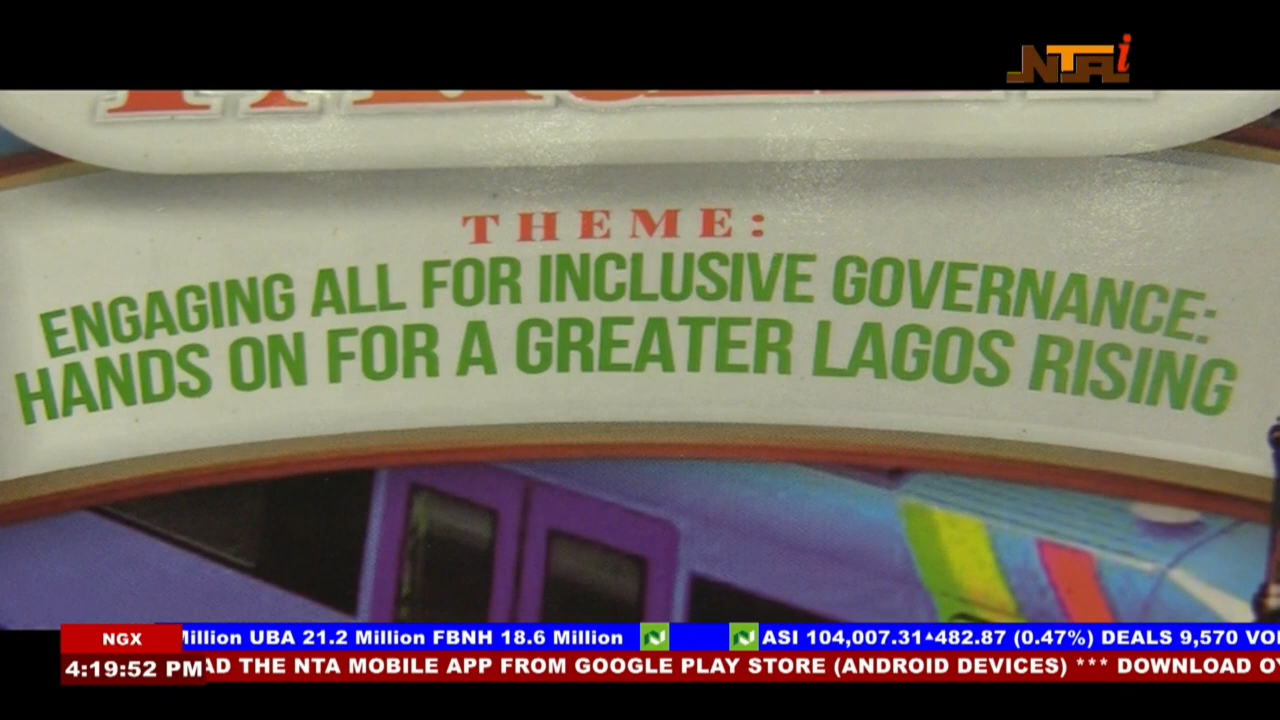 NTAi
THEME:
ENGAGING ALL FOR INCLUSIVE GOVERNANCE:
HANDS ON FOR A GREATER LAGOS RISING
NGX
Million UBA 21.2 Million FBNH 18.6 Million ASI 104,007.31▲482.87 (0.47%) DEALS 9,570
4:19:52 PM
THE NTA MOBILE APP FROM GOOGLE PLAY STORE (ANDROID DEVICES) *** DOWNLOAD